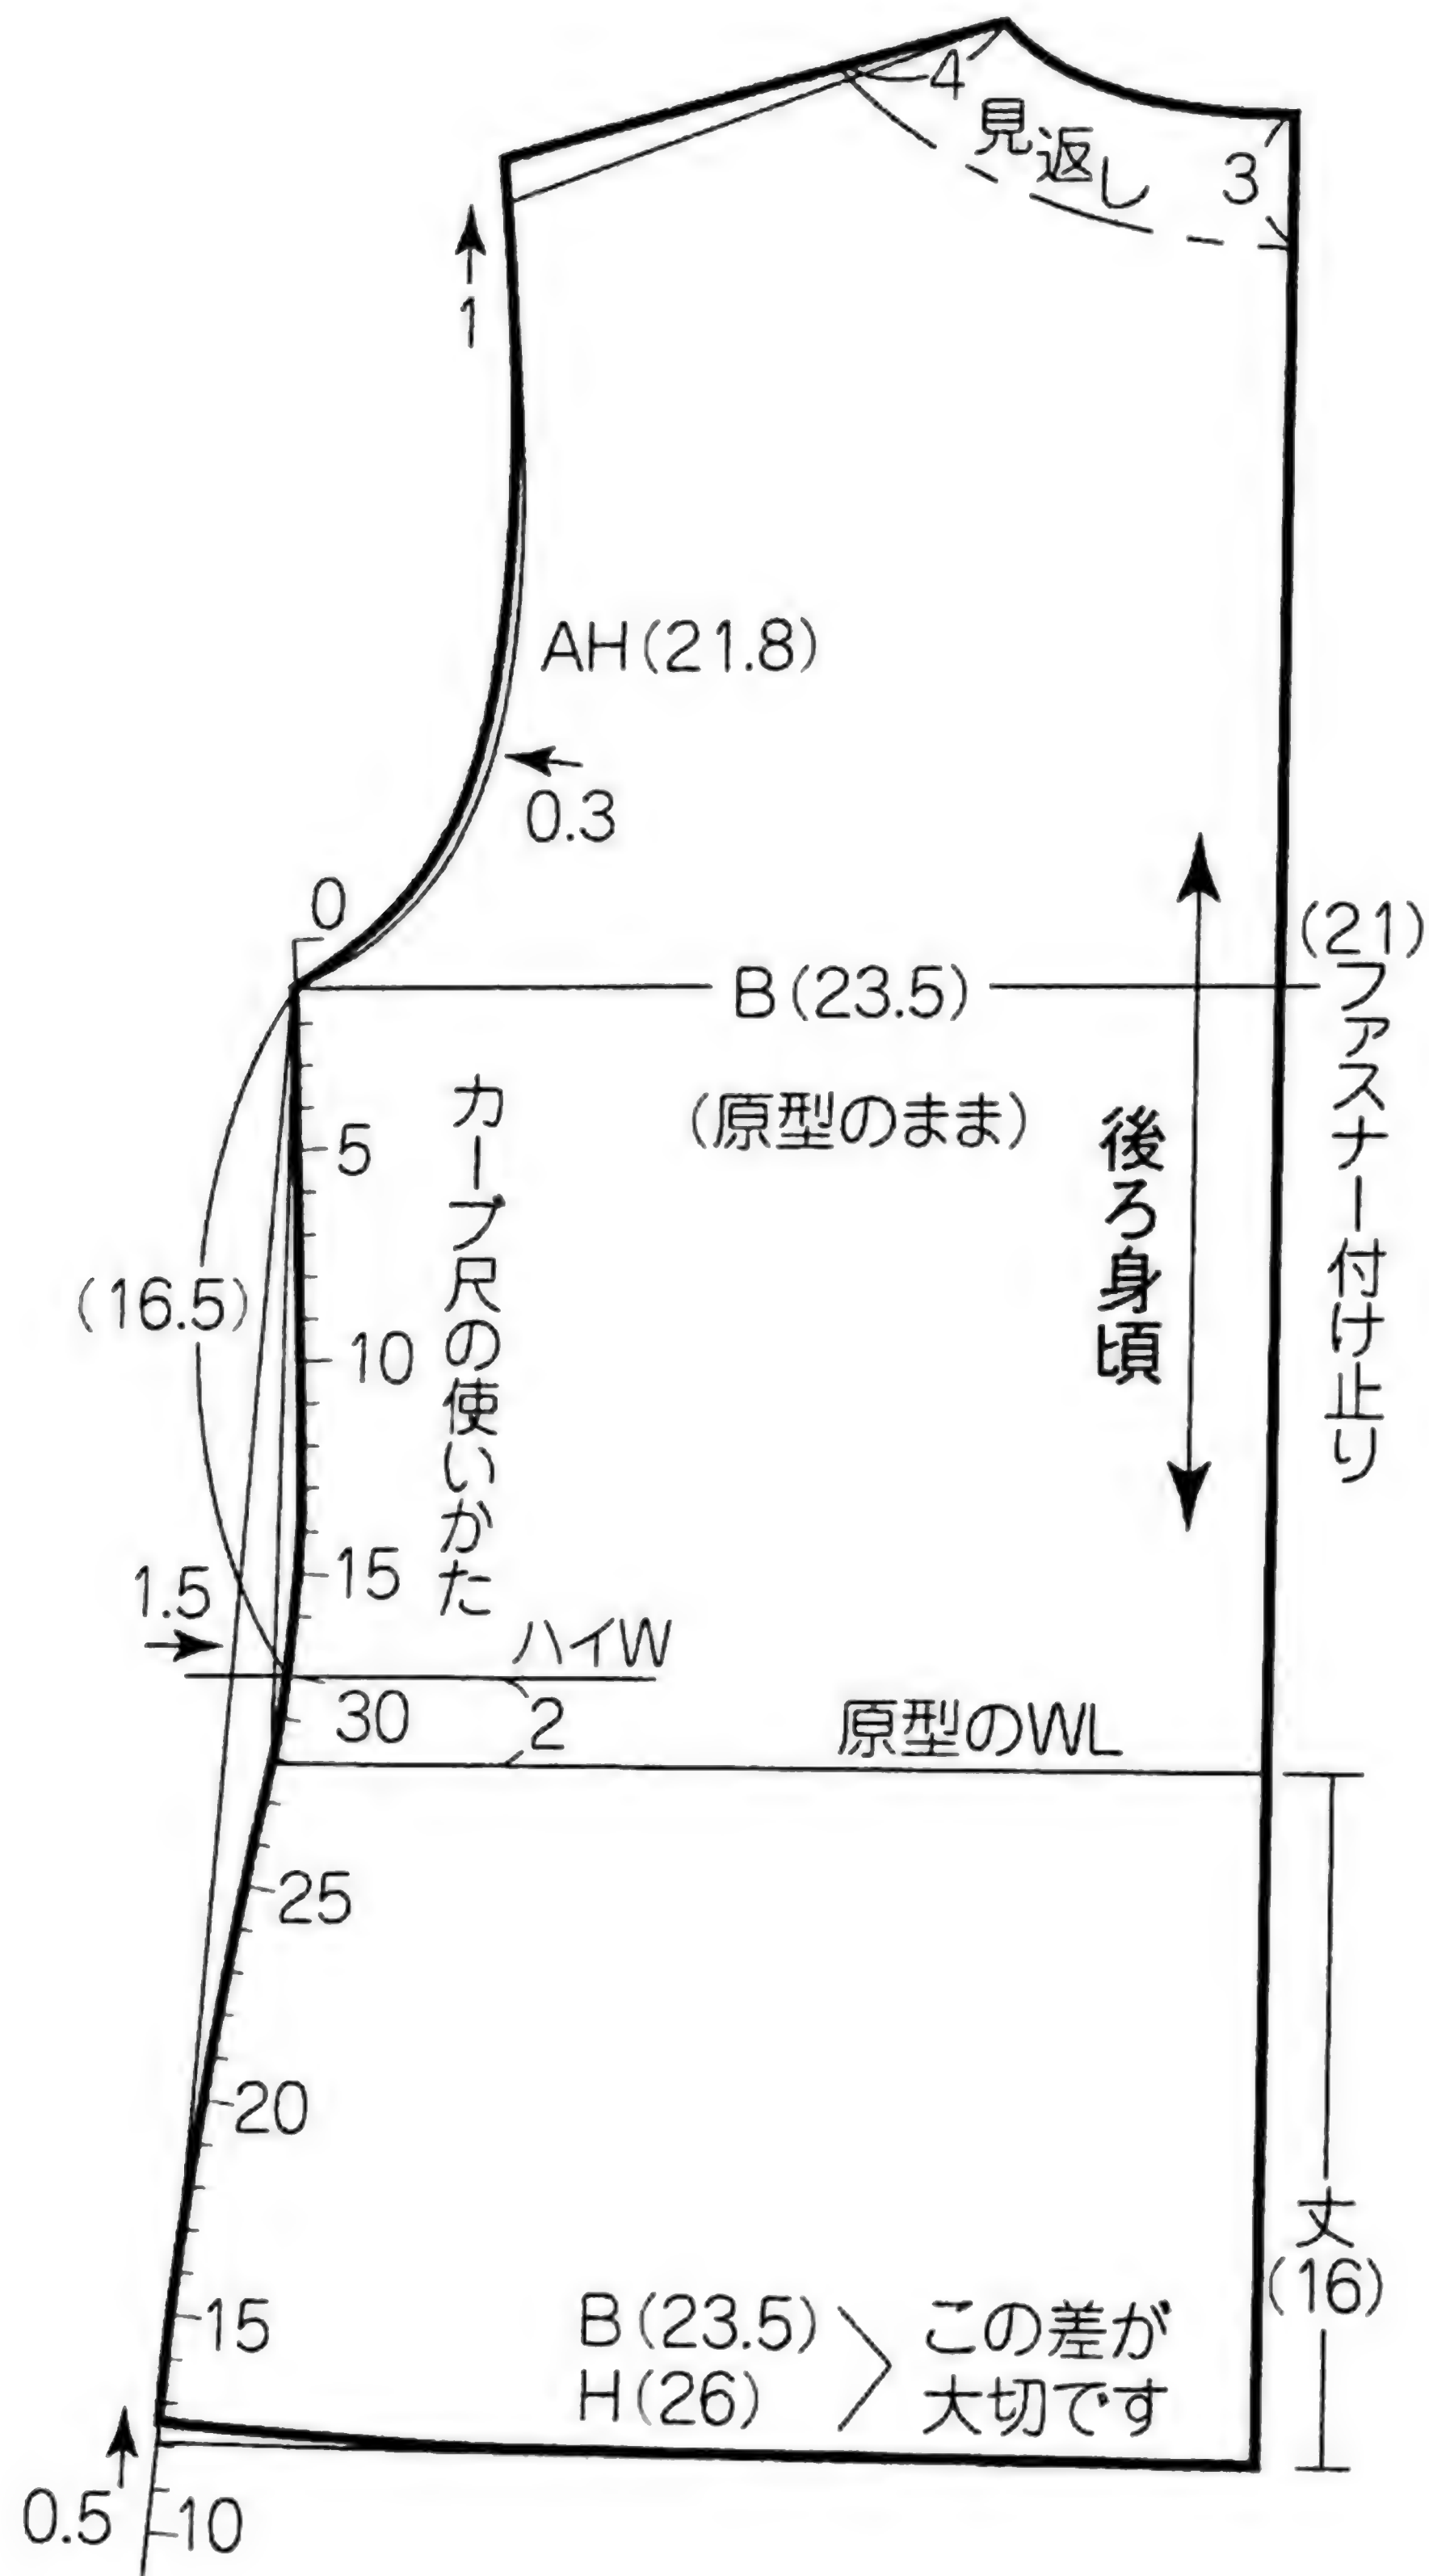 4
見返し
3
1
AH(21.8)
0.3
0
B(23.5)
(21)
ファスナー付け止り
(原型のまま)
後ろ身頃
カーブ尺の使いかた
5
(16.5)
10
15
1.5
ハイW
30
2
原型のWL
25
20
丈
(16)
15
B(23.5)
H(26)
この差が
大切です
0.5
10